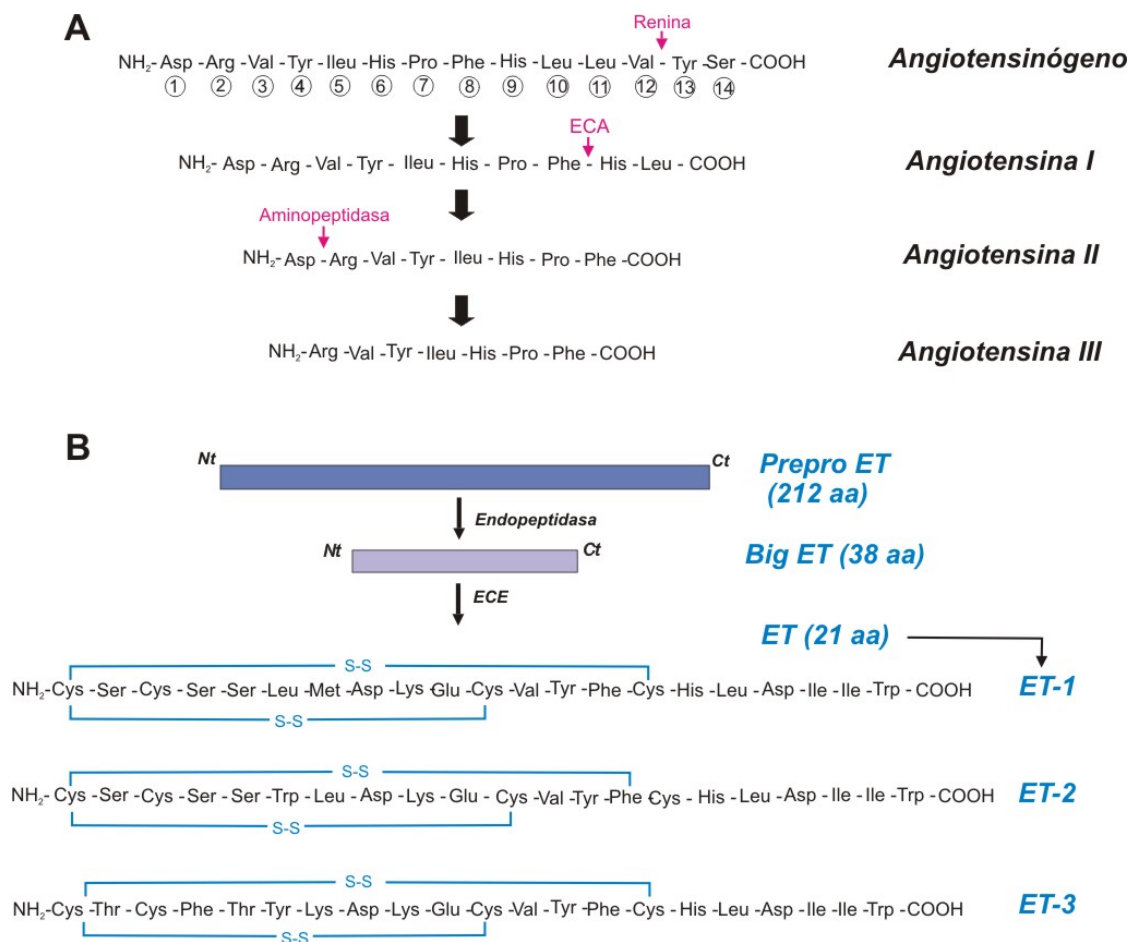 A
Renina
NH2-Asp - Arg - Val - Tyr - Ileu - His - Pro - Phe - His - Leu - Leu - Val - Tyr - Ser - COOH
Angiotensinógeno
1 2 3 4 5 6 7 8 9 10 11 12 13 14
ECA
NH2- Asp - Arg - Val - Tyr - Ileu - His - Pro - Phe - His - Leu - COOH
Angiotensina I
Aminopeptidasa
NH2- Asp - Arg - Val - Tyr - Ileu - His - Pro - Phe -COOH
Angiotensina II
NH2-Arg -Val -Tyr -Ileu -His -Pro -Phe -COOH
Angiotensina III
B
Nt
Ct
Prepro ET
(212 aa)
Endopeptidasa
Nt
Ct
Big ET (38 aa)
ECE
ET (21 aa)
S-S
NH2-Cys -Ser -Cys -Ser -Ser -Leu -Met -Asp -Lys -Glu -Cys -Val -Tyr -Phe -Cys -His -Leu -Asp -Ile -Ile -Trp -COOH
ET-1
S-S
S-S
NH2-Cys -Ser -Cys -Ser -Ser -Trp -Leu -Asp -Lys -Glu - Cys -Val -Tyr -Phe -Cys - His - Leu - Asp - Ile - Ile - Trp - COOH
ET-2
S-S
S-S
NH2-Cys -Thr -Cys -Phe -Thr -Tyr -Lys -Asp -Lys -Glu -Cys -Val -Tyr -Phe -Cys -His -Leu -Asp -Ile -Ile -Trp -COOH
ET-3
S-S